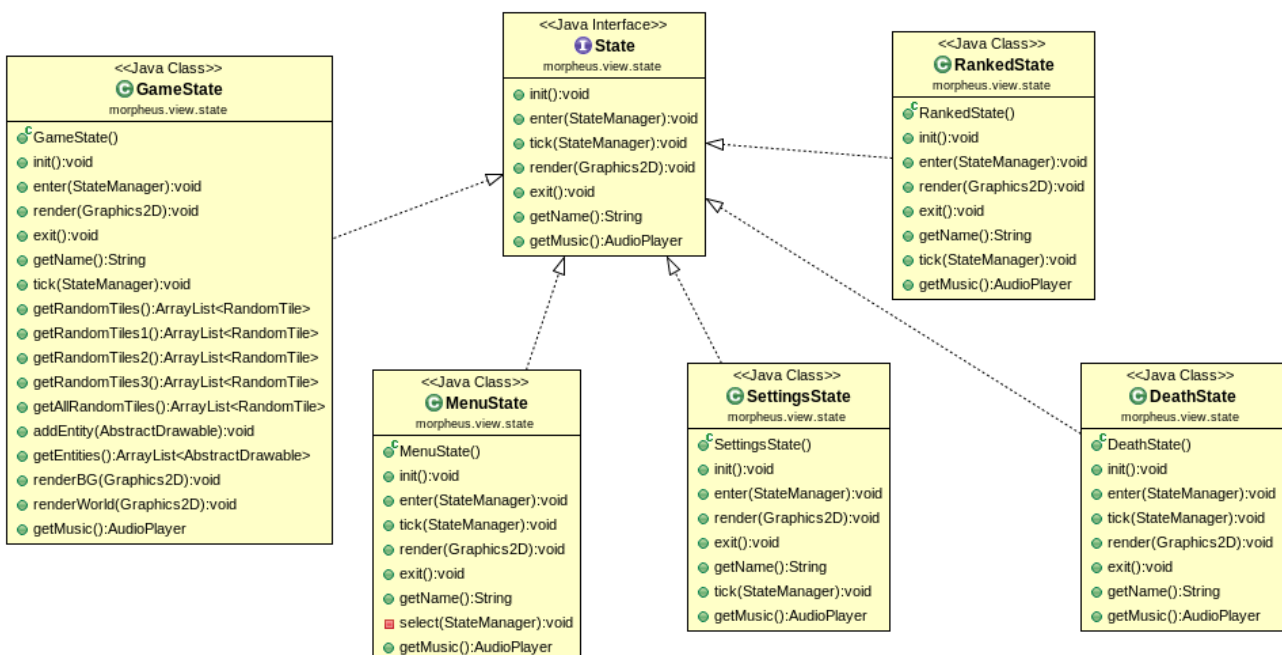 <<Java Class>>
GameState
morpheus.view.state
GameState()
init():void
enter(StateManager):void
render(Graphics2D):void
exit():void
getName():String
tick(StateManager):void
getRandomTiles():ArrayList<RandomTile>
getRandomTiles1():ArrayList<RandomTile>
getRandomTiles2():ArrayList<RandomTile>
getRandomTiles3():ArrayList<RandomTile>
getAllRandomTiles():ArrayList<RandomTile>
addEntity(AbstractDrawable):void
getEntities():ArrayList<AbstractDrawable>
renderBG(Graphics2D):void
renderWorld(Graphics2D):void
getMusic():AudioPlayer
<<Java Interface>>
State
morpheus.view.state
init():void
enter(StateManager):void
tick(StateManager):void
render(Graphics2D):void
exit():void
getName():String
getMusic():AudioPlayer
<<Java Class>>
RankedState
morpheus.view.state
RankedState()
init():void
enter(StateManager):void
render(Graphics2D):void
exit():void
getName():String
tick(StateManager):void
getMusic():AudioPlayer
<<Java Class>>
MenuState
morpheus.view.state
MenuState()
init():void
enter(StateManager):void
tick(StateManager):void
render(Graphics2D):void
exit():void
getName():String
select(StateManager):void
getMusic():AudioPlayer
<<Java Class>>
SettingsState
morpheus.view.state
SettingsState()
init():void
enter(StateManager):void
render(Graphics2D):void
exit():void
getName():String
tick(StateManager):void
getMusic():AudioPlayer
<<Java Class>>
DeathState
morpheus.view.state
DeathState()
init():void
enter(StateManager):void
tick(StateManager):void
render(Graphics2D):void
exit():void
getName():String
getMusic():AudioPlayer